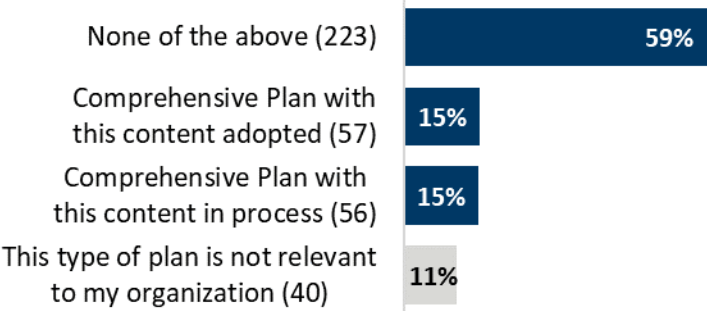 None of the above (223)
59%
Comprehensive Plan with
this content adopted (57)
15%
Comprehensive Plan with
this content in process (56)
15%
This type of plan is not relevant
to my organization (40)
11%